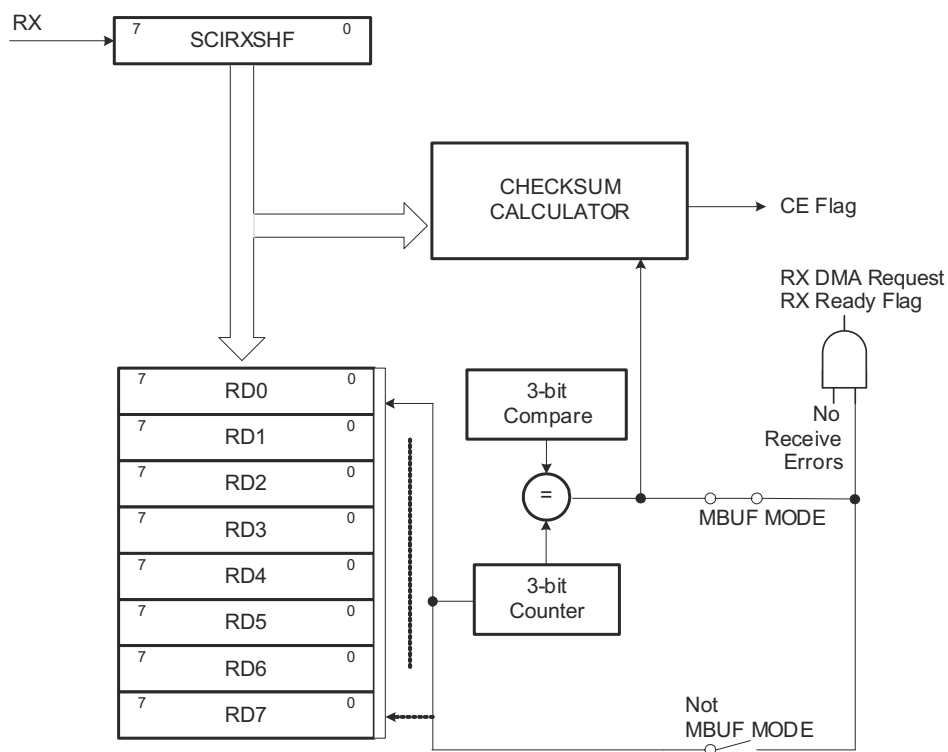 RX
7 SCIRXSHF 0
CHECKSUM
CALCULATOR
CE Flag
RX DMA Request
RX Ready Flag
7 RD0 0
7 RD1 0
7 RD2 0
7 RD3 0
7 RD4 0
7 RD5 0
7 RD6 0
7 RD7 0
3-bit
Compare
No
Receive
Errors
=
MBUF MODE
3-bit
Counter
Not
MBUF MODE